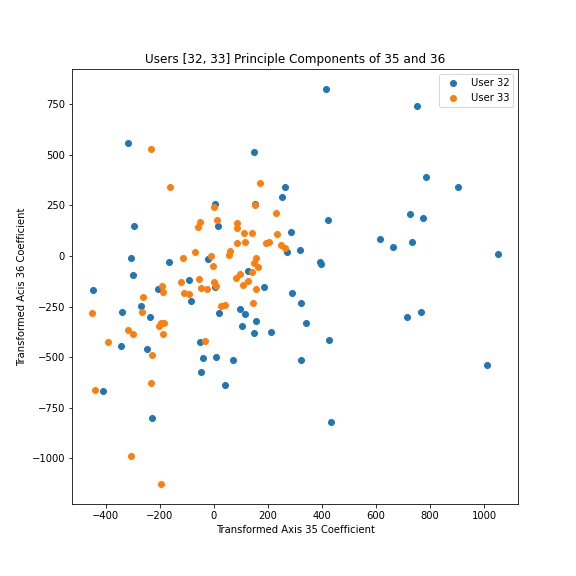 Users [32, 33] Principle Components of 35 and 36
User 32
User 33
750
500
250
0
−250
−500
−750
−1000
Transformed Acis 36 Coefficient
−400 −200 0 200 400 600 800 1000
Transformed Axis 35 Coefficient